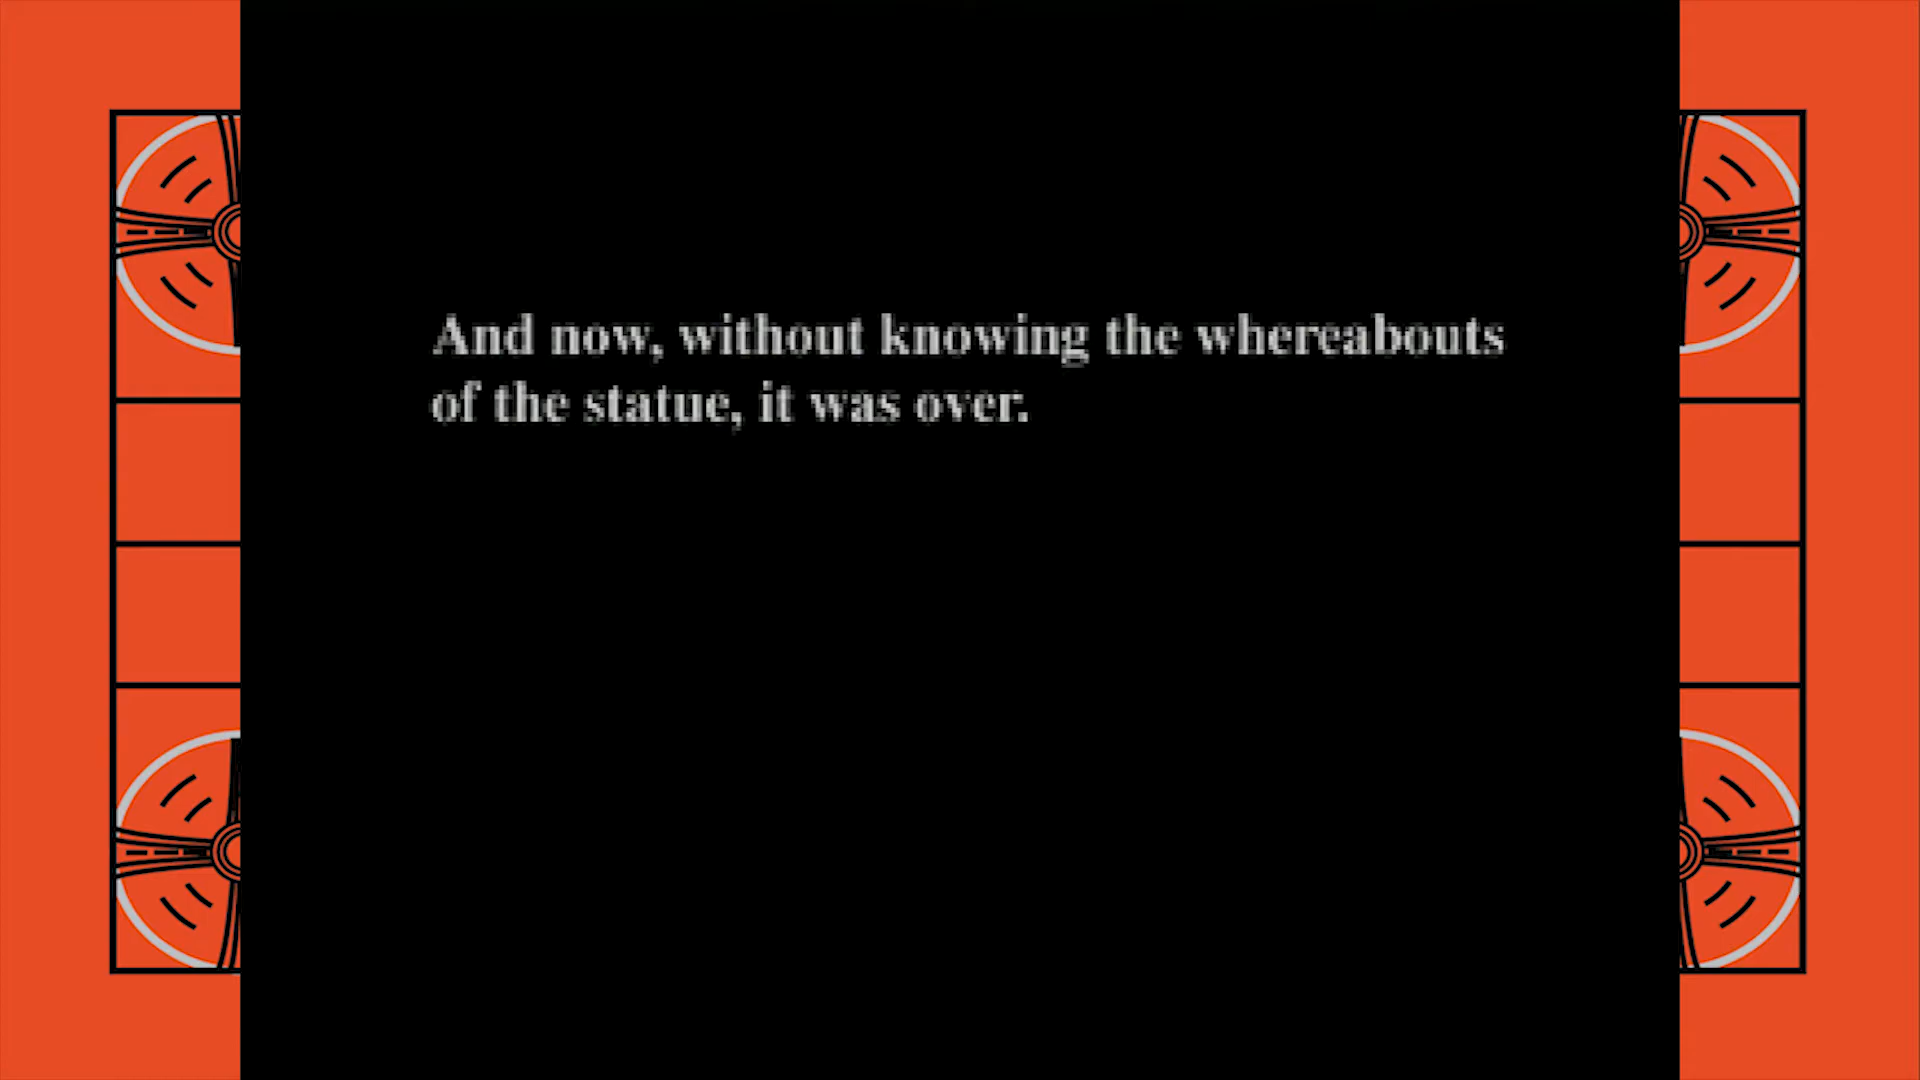 And now, without knowing the whereabouts
of the statue, it was over.